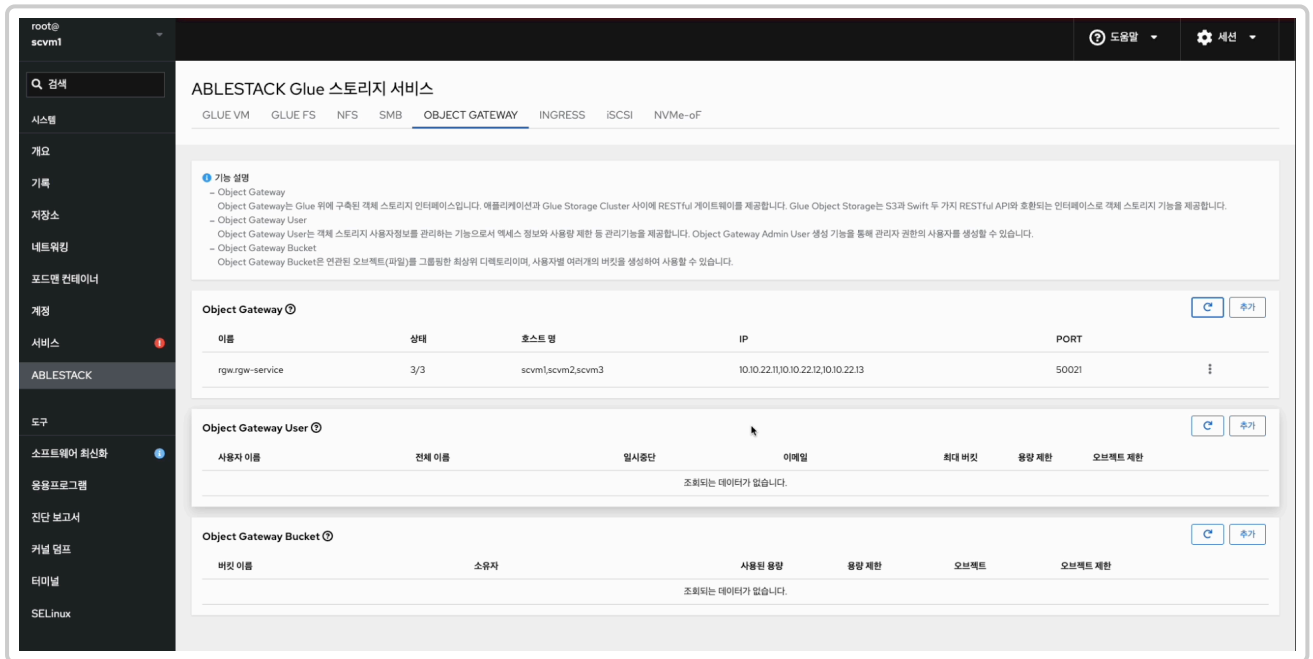 root@
scvm1
도움말
세션
검색
시스템
개요
기록
저장소
네트워킹
포드맨 컨테이너
계정
서비스
ABLESTACK
도구
소프트웨어 최신화
응용프로그램
진단 보고서
커널 덤프
터미널
SELinux
ABLESTACK Glue 스토리지 서비스
GLUE VM GLUE FS NFS SMB OBJECT GATEWAY INGRESS iSCSI NVMe-oF
기능 설명
– Object Gateway
Object Gateway는 Glue 위에 구축된 객체 스토리지 인터페이스입니다. 애플리케이션과 Glue Storage Cluster 사이에 RESTful 게이트웨이를 제공합니다. Glue Object Storage는 S3과 Swift 두 가지 RESTful API와 호환되는 인터페이스로 객체 스토리지 기능을 제공합니다.
– Object Gateway User
Object Gateway User는 객체 스토리지 사용자정보를 관리하는 기능으로서 엑세스 정보와 사용량 제한 등 관리기능을 제공합니다. Object Gateway Admin User 생성 기능을 통해 관리자 권한의 사용자를 생성할 수 있습니다.
– Object Gateway Bucket
Object Gateway Bucket은 연관된 오브젝트(파일)를 그룹핑한 최상위 디렉토리이며, 사용자별 여러개의 버킷을 생성하여 사용할 수 있습니다.
Object Gateway
추가
이름 상태 호스트 명 IP PORT
rgw.rgw-service 3/3 scvm1,scvm2,scvm3 10.10.22.11,10.10.22.12,10.10.22.13 50021
Object Gateway User
추가
사용자 이름 전체 이름 일시중단 이메일 최대 버킷 용량 제한 오브젝트 제한
조회되는 데이터가 없습니다.
Object Gateway Bucket
추가
버킷 이름 소유자 사용된 용량 용량 제한 오브젝트 오브젝트 제한
조회되는 데이터가 없습니다.